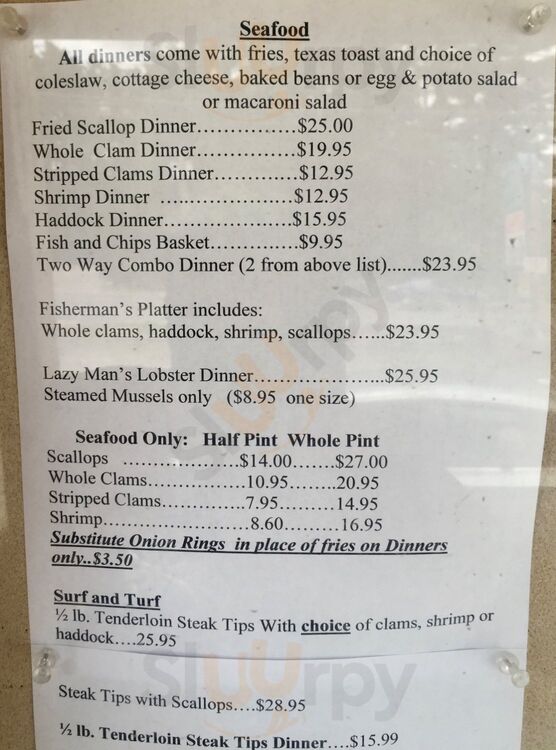 Seafood
All dinners come with fries, texas toast and choice of
coleslaw, cottage cheese, baked beans or egg & potato salad
or macaroni salad
Fried Scallop Dinner...............$25.00
Whole Clam Dinner...............$19.95
Stripped Clams Dinner.............$12.95
Shrimp Dinner ....................$12.95
Haddock Dinner....................$15.95
Fish and Chips Basket..............$9.95
Two Way Combo Dinner (2 from above list).......$23.95
Fisherman's Platter includes:
Whole clams, haddock, shrimp, scallops......$23.95
Lazy Man's Lobster Dinner....................$25.95
Steamed Mussels only ($8.95 one size)
Seafood Only: Half Pint Whole Pint
Scallops ..................$14.00.......$27.00
Whole Clams...............10.95........20.95
Stripped Clams.............7.95.........14.95
Shrimp......................8.60.........16.95
Substitute Onion Rings in place of fries on Dinners
only..$3.50
Surf and Turf
½ lb. Tenderloin Steak Tips With choice of clams, shrimp or
haddock....25.95
Sluurpy
Steak Tips with Scallops....$28.95
½ lb. Tenderloin Steak Tips Dinner....$15.99